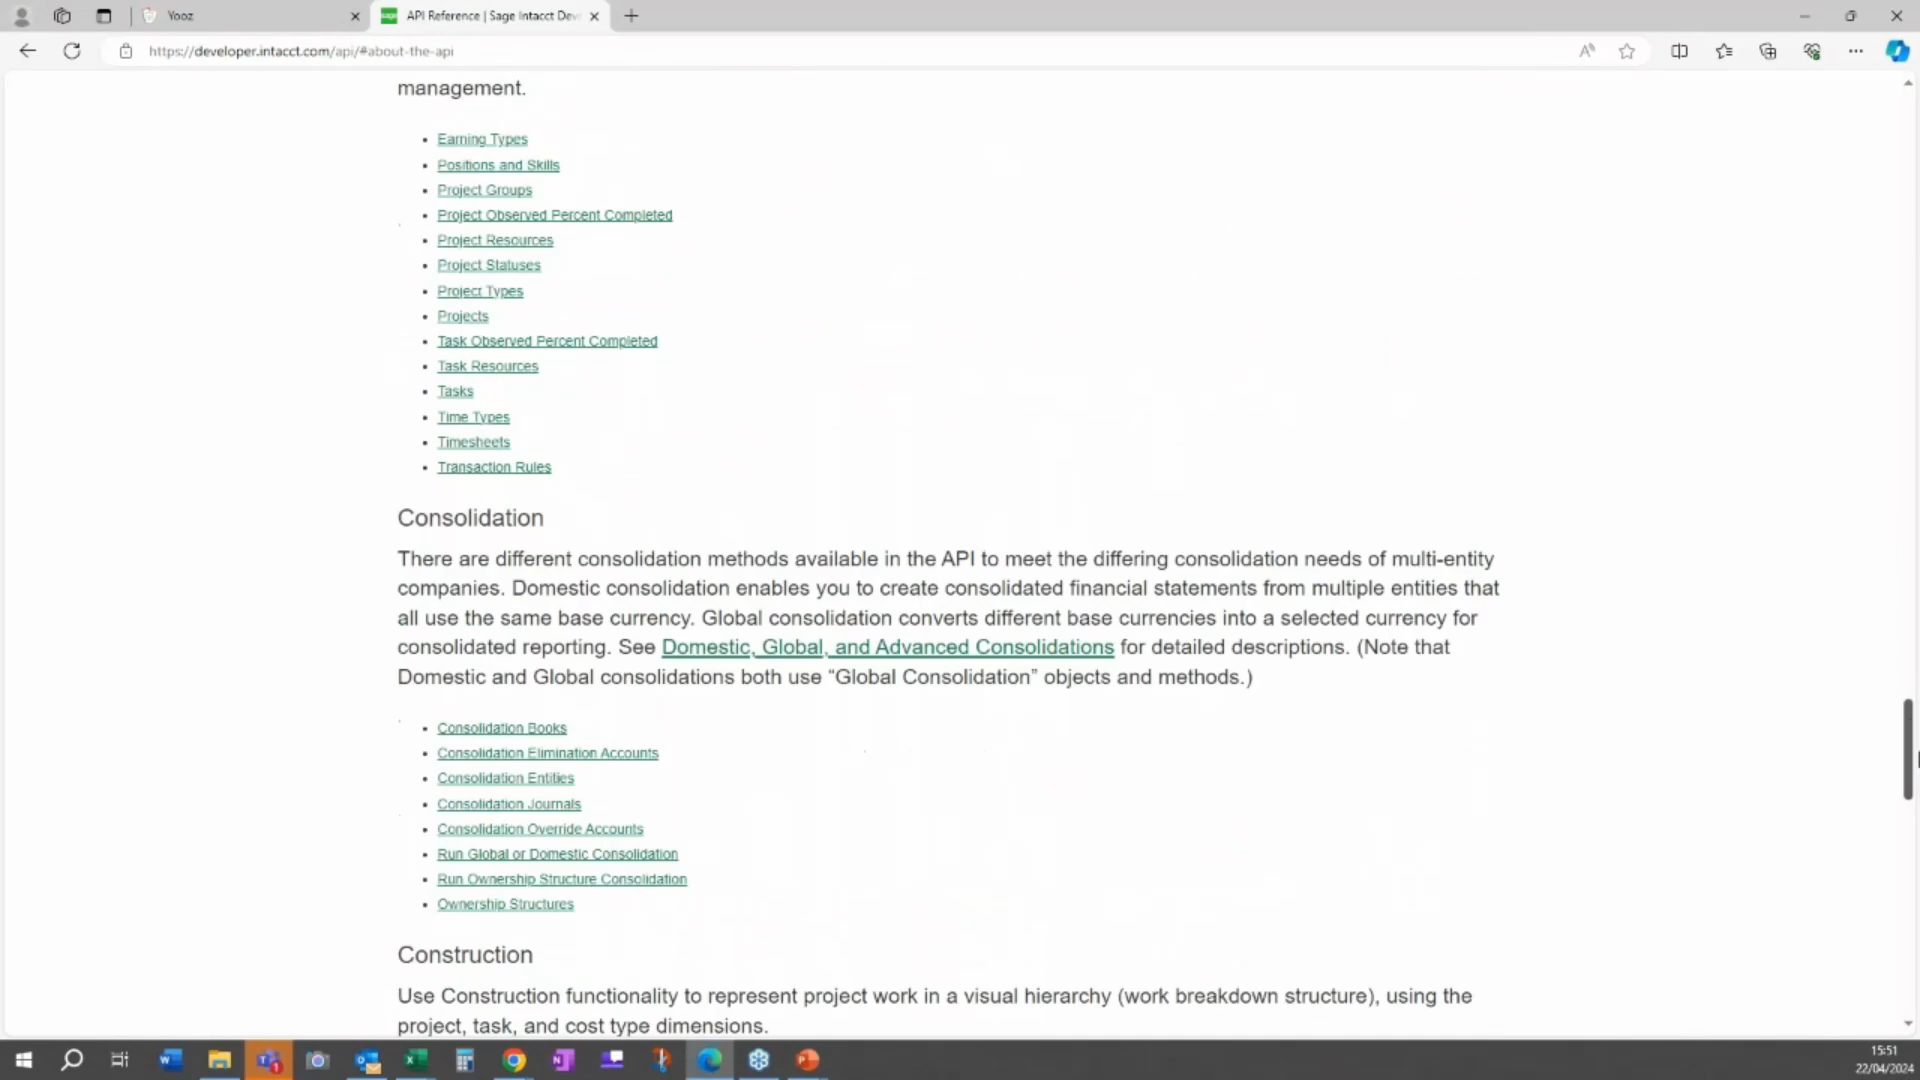 Yooz
API Reference | Sage Intacct Dev
https://developer.intacct.com/api/#about-the-api
management.
Earning Types
Positions and Skills
Project Groups
Project Observed Percent Completed
Project Resources
Project Statuses
Project Types
Projects
Task Observed Percent Completed
Task Resources
Tasks
Time Types
Timesheets
Transaction Rules
Consolidation
There are different consolidation methods available in the API to meet the differing consolidation needs of multi-entity
companies. Domestic consolidation enables you to create consolidated financial statements from multiple entities that
all use the same base currency. Global consolidation converts different base currencies into a selected currency for
consolidated reporting. See Domestic, Global, and Advanced Consolidations for detailed descriptions. (Note that
Domestic and Global consolidations both use “Global Consolidation” objects and methods.)
Consolidation Books
Consolidation Elimination Accounts
Consolidation Entities
Consolidation Journals
Consolidation Override Accounts
Run Global or Domestic Consolidation
Run Ownership Structure Consolidation
Ownership Structures
Construction
Use Construction functionality to represent project work in a visual hierarchy (work breakdown structure), using the
project, task, and cost type dimensions.
15:51
22/04/2024